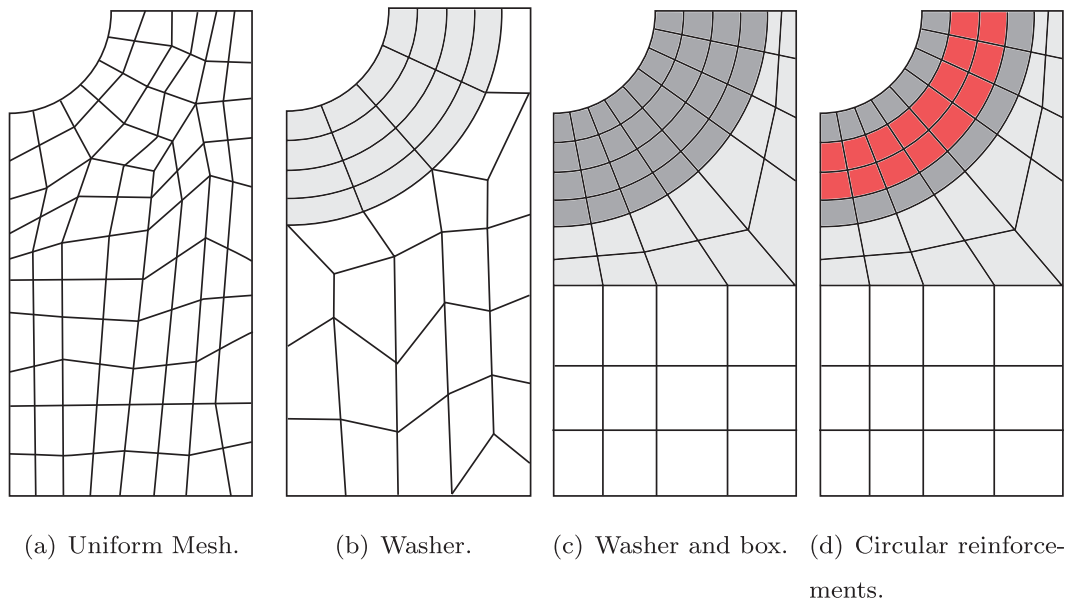 (a) Uniform Mesh.
(b) Washer.
(c) Washer and box.
(d) Circular reinforce-
ments.